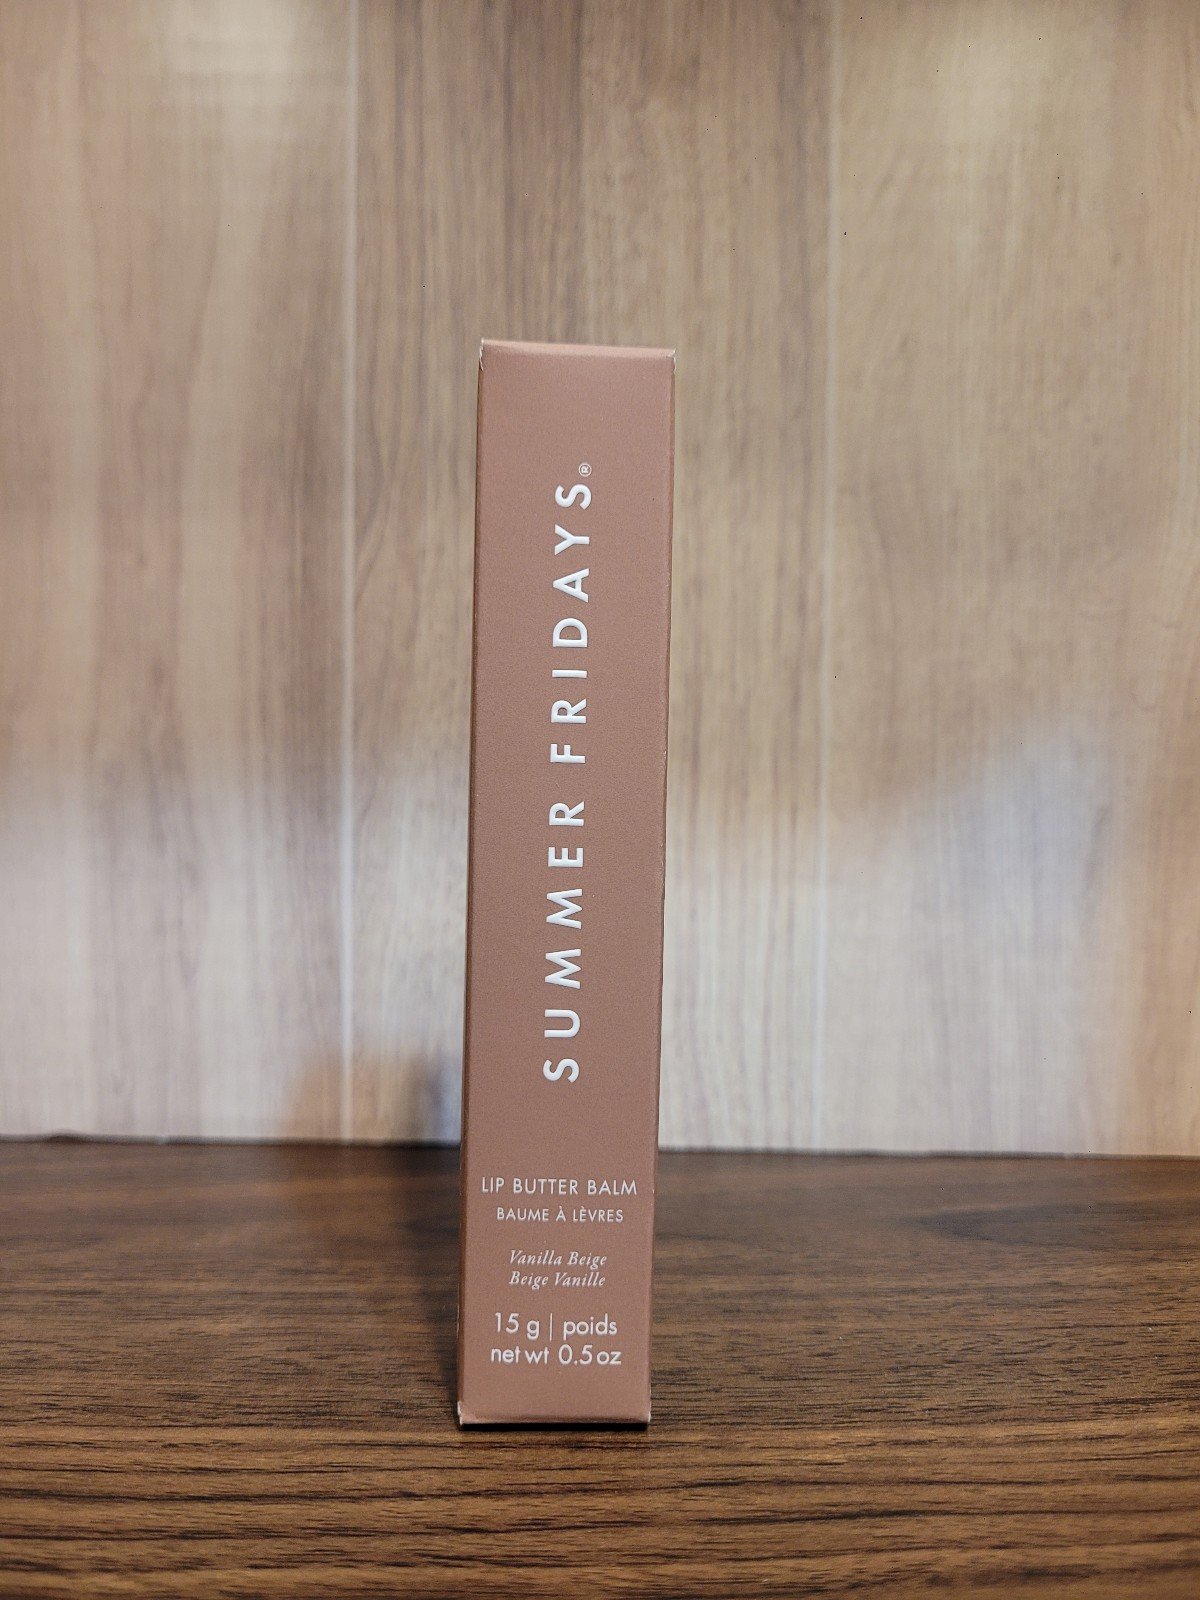 SUMMER FRIDAYS®
LIP BUTTER BALM
BAUME À LÈVRES
Vanilla Beige
Beige Vanille
15 g | poids
net wt 0.5 oz